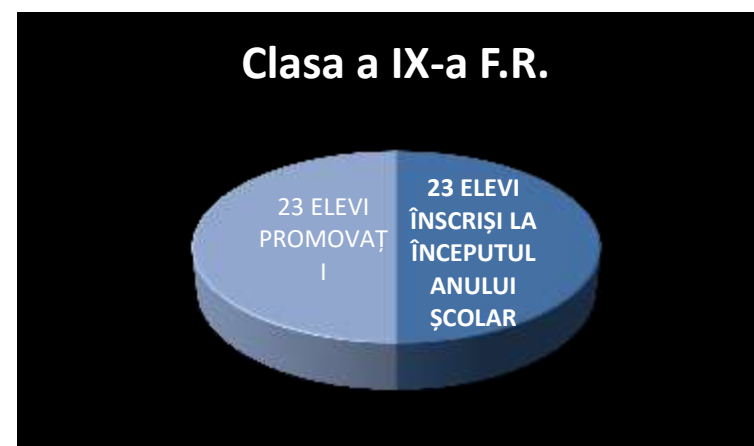 Clasa a IX-a F.R.
23 ELEVI
PROMOVAȚ
I
23 ELEVI
ÎNSCRIȘI LA
ÎNCEPUTUL
ANULUI
ȘCOLAR